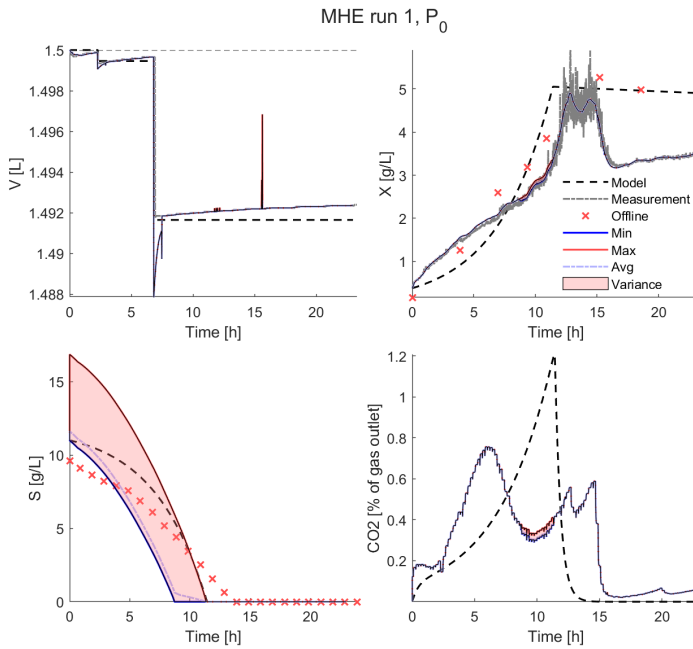 MHE run 1, P0
1.5
1.498
1.496
1.494
1.492
1.49
1.488
V [L]
0 5 10 15 20
Time [h]
5
4
3
2
1
0
X [g/L]
Model
Measurement
Offline
Min
Max
Avg
Variance
0 5 10 15 20
Time [h]
15
10
5
0
S [g/L]
0 5 10 15 20
Time [h]
1.2
1
0.8
0.6
0.4
0.2
CO2 [% of gas outlet]
0 5 10 15 20
Time [h]